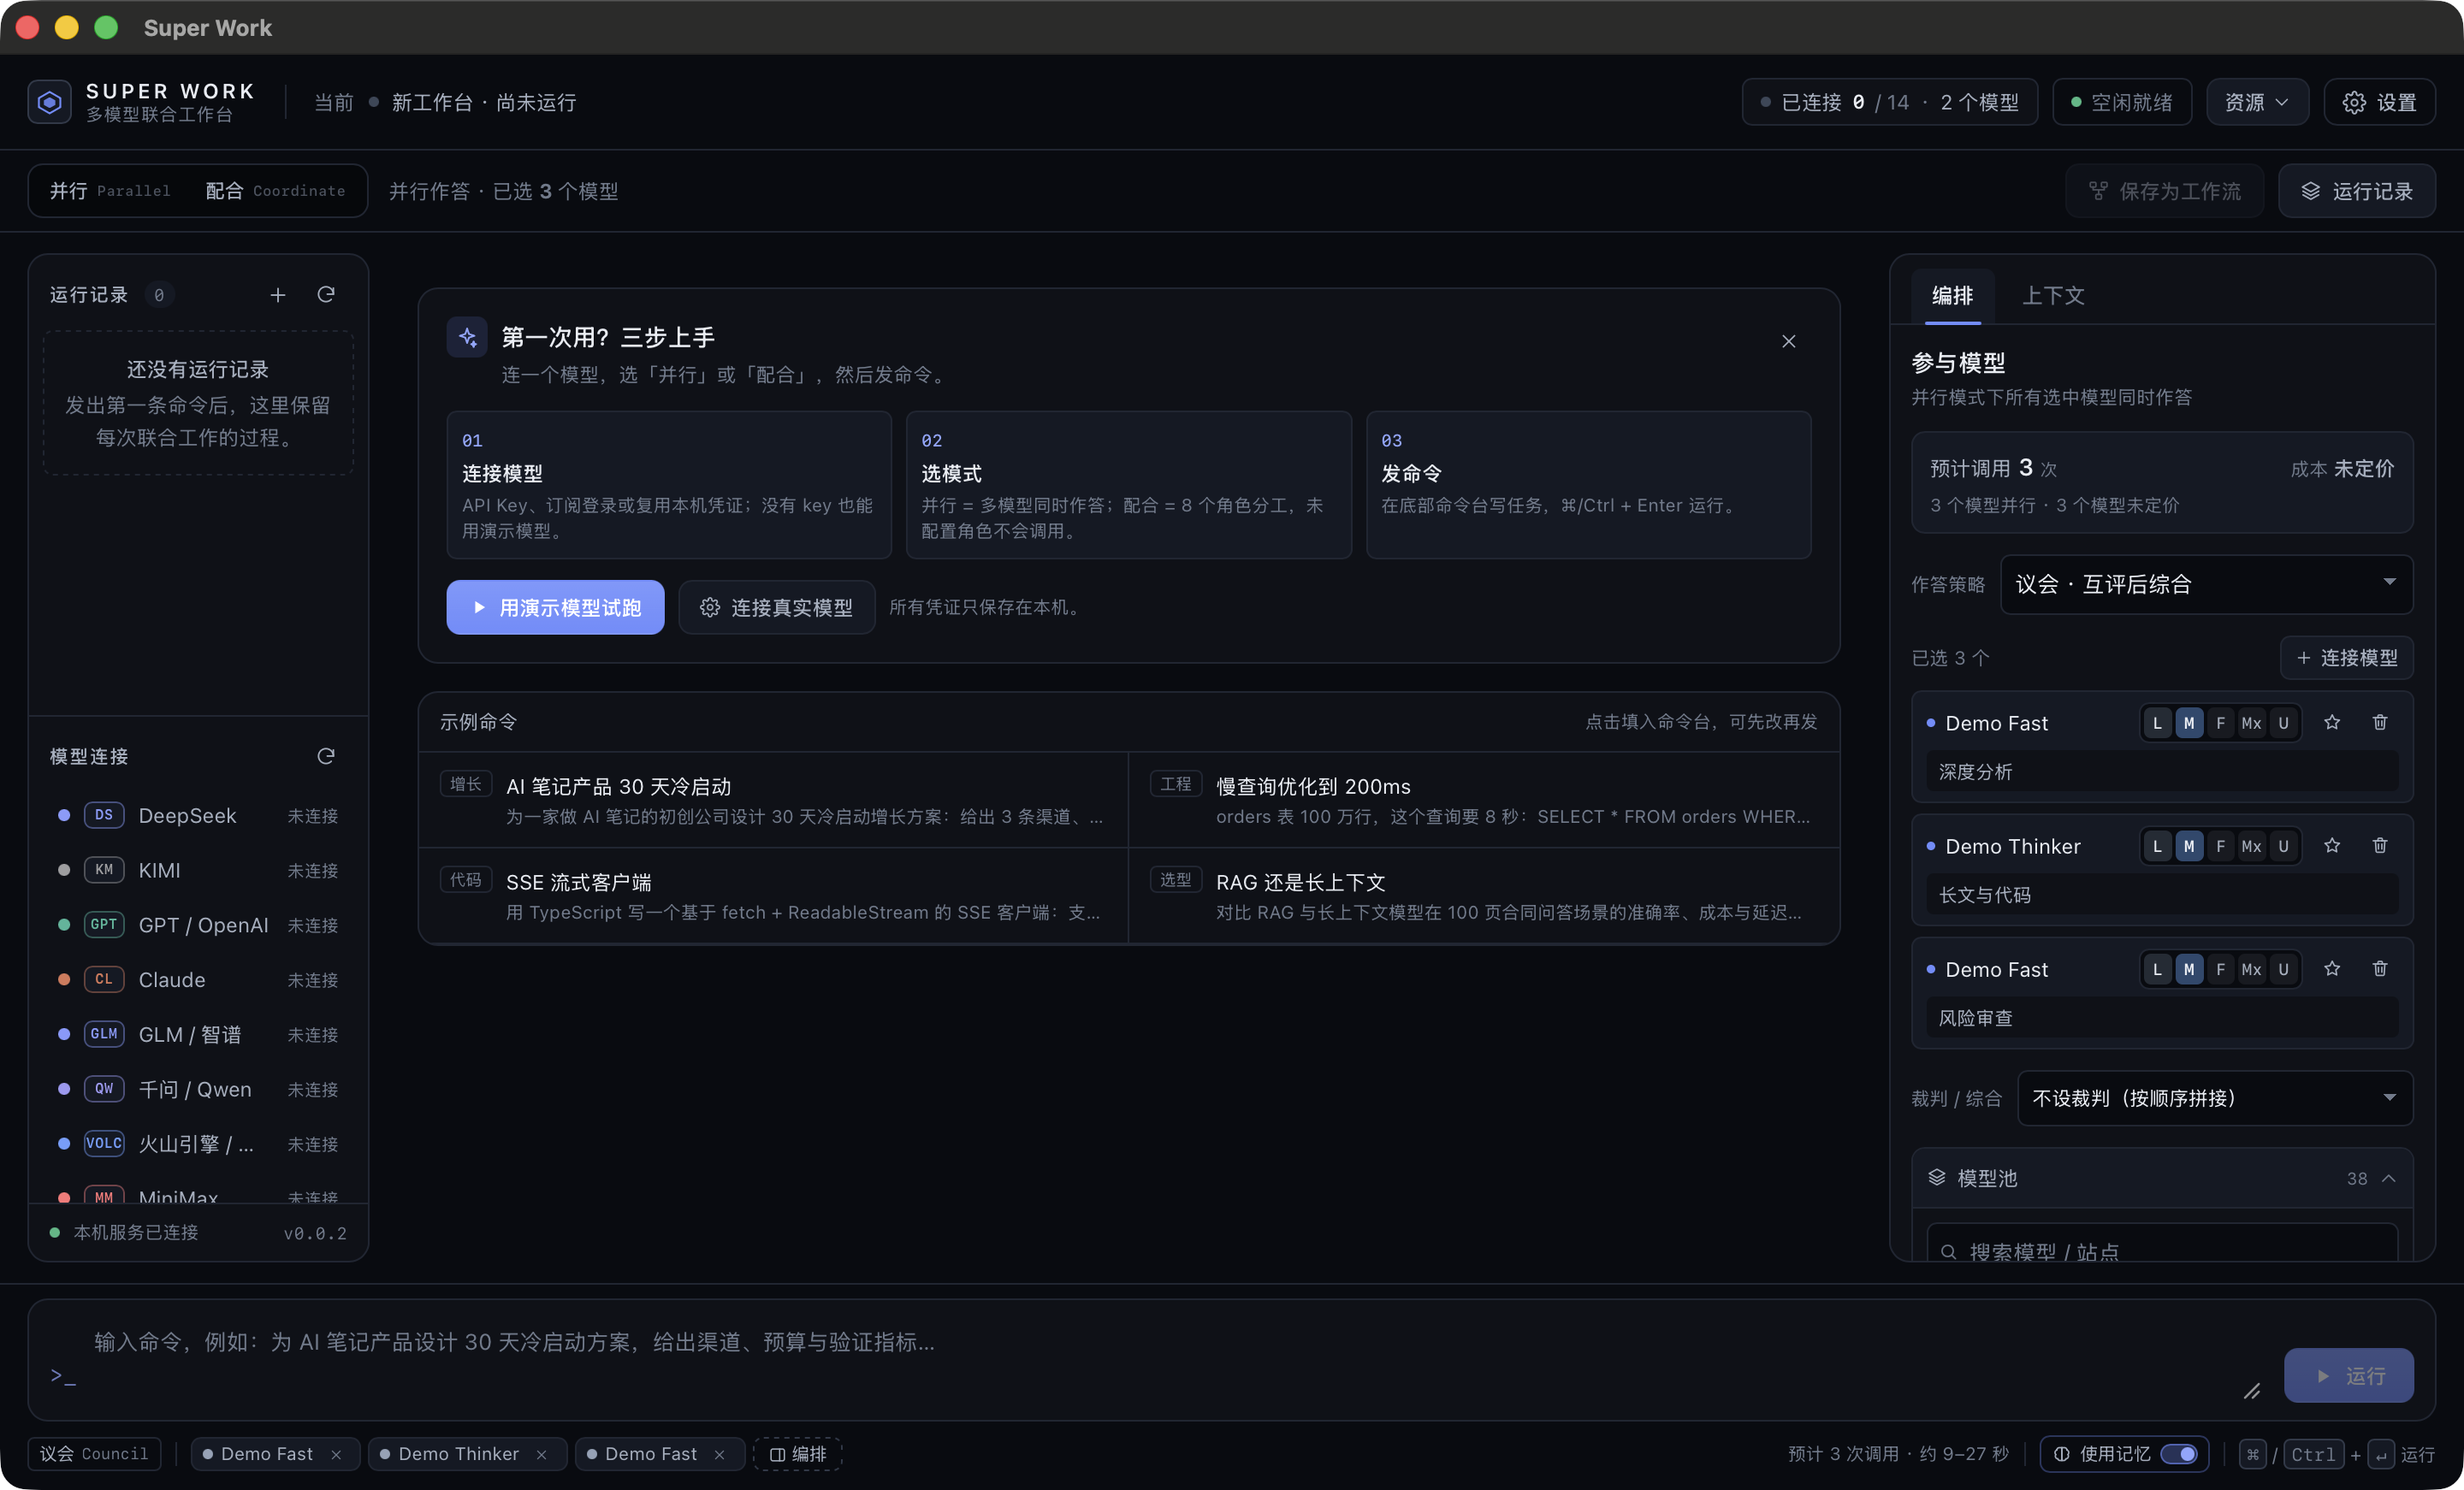 Super Work
SUPER WORK
多模型联合工作台
当前 新工作台 · 尚未运行
已连接 0 / 14 · 2 个模型
空闲就绪
资源
设置
并行 Parallel 配合 Coordinate
并行作答 · 已选 3 个模型
保存为工作流
运行记录
运行记录 0
还没有运行记录
发出第一条命令后，这里保留
每次联合工作的过程。
模型连接
DS DeepSeek 未连接
KM KIMI 未连接
GPT GPT / OpenAI 未连接
CL Claude 未连接
GLM GLM / 智谱 未连接
QW 千问 / Qwen 未连接
VOLC 火山引擎 / ... 未连接
MM MiniMax 未连接
本机服务已连接 v0.0.2
第一次用？三步上手
连一个模型，选「并行」或「配合」，然后发命令。
01
连接模型
API Key、订阅登录或复用本机凭证；没有 key 也能
用演示模型。
02
选模式
并行 = 多模型同时作答；配合 = 8 个角色分工，未
配置角色不会调用。
03
发命令
在底部命令台写任务，⌘/Ctrl + Enter 运行。
用演示模型试跑
连接真实模型
所有凭证只保存在本机。
示例命令 点击填入命令台，可先改再发
增长 AI 笔记产品 30 天冷启动
为一家做 AI 笔记的初创公司设计 30 天冷启动增长方案：给出 3 条渠道、...
工程 慢查询优化到 200ms
orders 表 100 万行，这个查询要 8 秒：SELECT * FROM orders WHER...
代码 SSE 流式客户端
用 TypeScript 写一个基于 fetch + ReadableStream 的 SSE 客户端：支...
选型 RAG 还是长上下文
对比 RAG 与长上下文模型在 100 页合同问答场景的准确率、成本与延迟...
编排 上下文
参与模型
并行模式下所有选中模型同时作答
预计调用 3 次 成本 未定价
3 个模型并行 · 3 个模型未定价
作答策略 议会 · 互评后综合
已选 3 个 + 连接模型
Demo Fast L M F Mx U
深度分析
Demo Thinker L M F Mx U
长文与代码
Demo Fast L M F Mx U
风险审查
裁判 / 综合 不设裁判（按顺序拼接）
模型池 38
搜索模型 / 站点
输入命令，例如：为 AI 笔记产品设计 30 天冷启动方案，给出渠道、预算与验证指标...
>_
运行
议会 Council
Demo Fast ×
Demo Thinker ×
Demo Fast ×
编排
预计 3 次调用 · 约 9–27 秒
使用记忆
⌘ / Ctrl + ↵ 运行